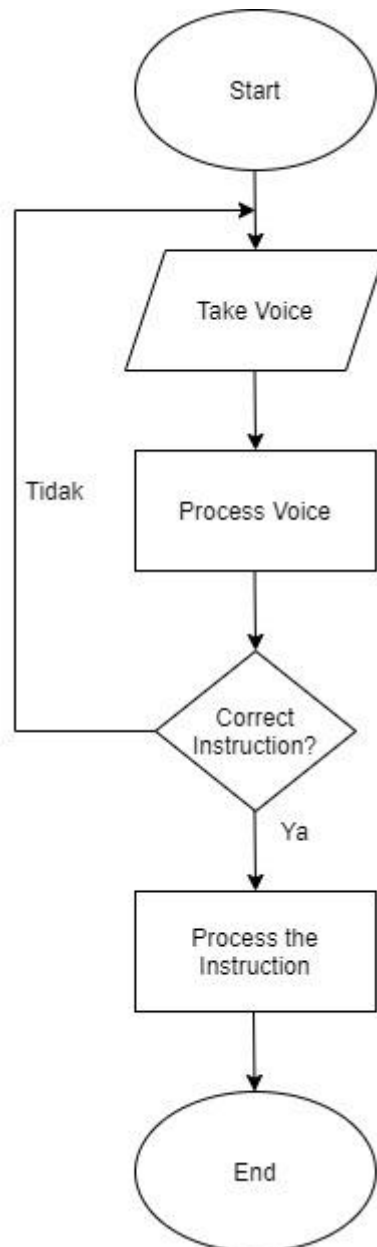 Start
Take Voice
Tidak
Process Voice
Correct
Instruction?
Ya
Process the
Instruction
End